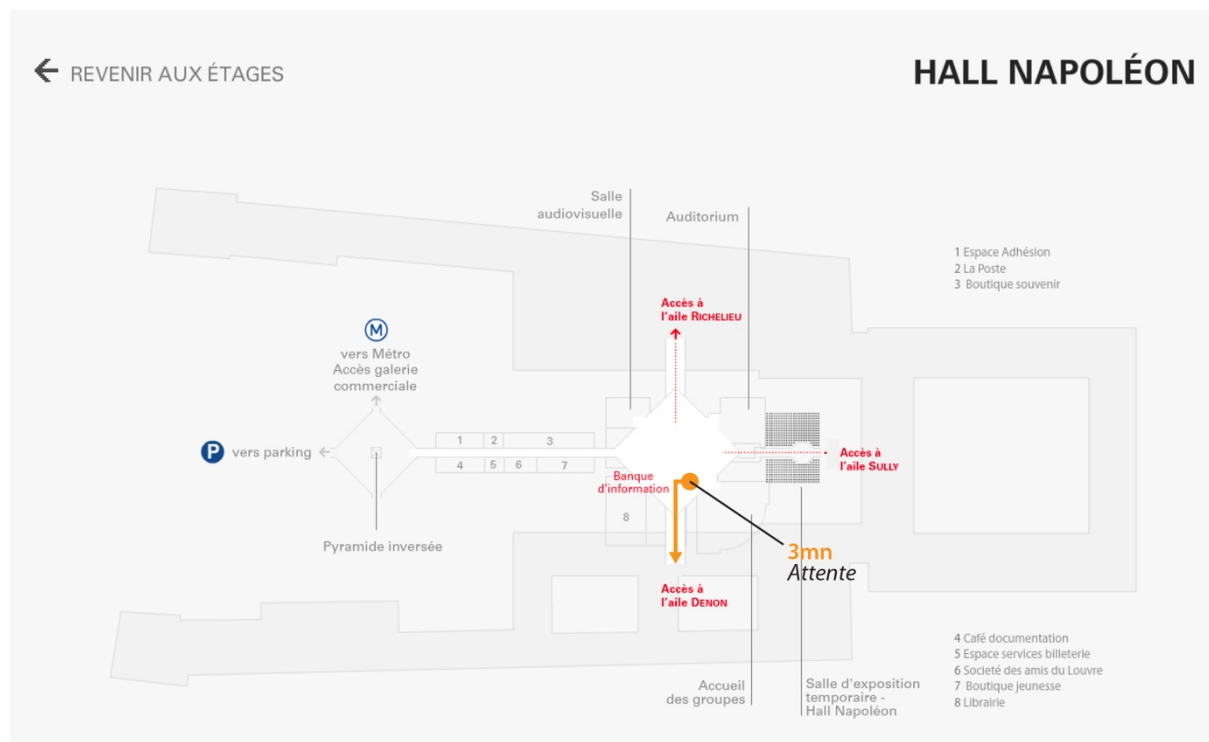 REVENIR AUX ÉTAGES
HALL NAPOLÉON
Salle
audiovisuelle
Auditorium
1 Espace Adhésion
2 La Poste
3 Boutique souvenir
Accès à
l'aile RICHELIEU
M
vers Métro
Accès galerie
commerciale
P vers parking
1 2 3
4 5 6 7
Accès à
l'aile SULLY
Banque
d'information
8
Pyramide inversée
3mn
Attente
Accès à
l'aile DENON
4 Café documentation
5 Espace services billeterie
6 Societé des amis du Louvre
7 Boutique jeunesse
8 Librairie
Accueil
des groupes
Salle d'exposition
temporaire -
Hall Napoléon